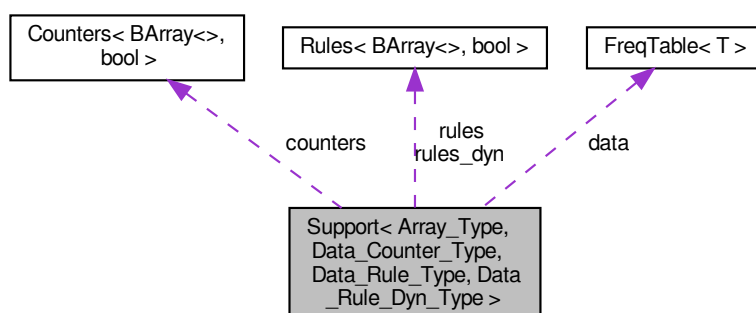 Counters< BArray<>,
bool >
Rules< BArray<>, bool >
FreqTable< T >
counters
rules
rules_dyn
data
Support< Array_Type,
Data_Counter_Type,
Data_Rule_Type, Data
_Rule_Dyn_Type >